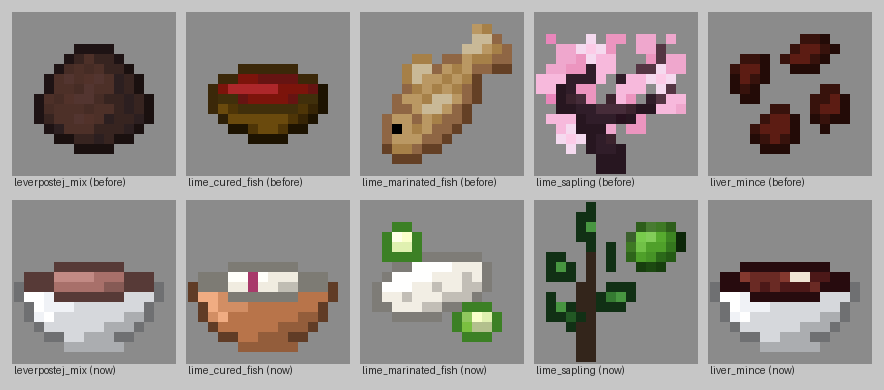 leverpostej_mix (before) lime_cured_fish (before) lime_marinated_fish (before) lime_sapling (before) liver_mince (before)
leverpostej_mix (now) lime_cured_fish (now) lime_marinated_fish (now) lime_sapling (now) liver_mince (now)